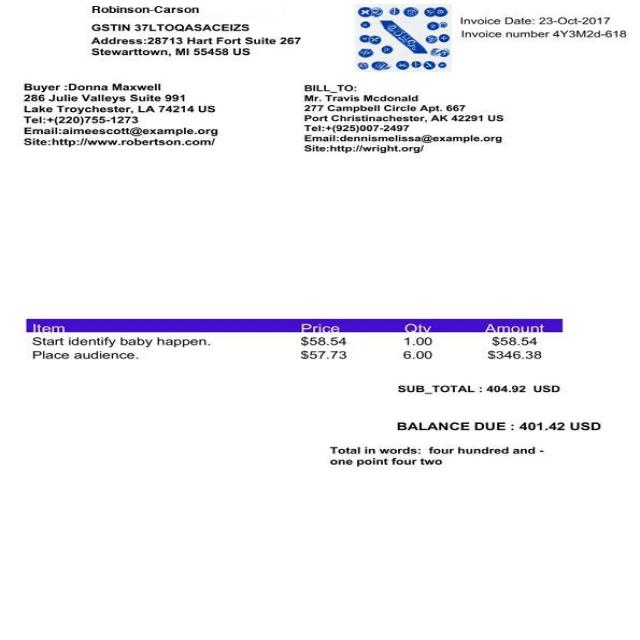 Robinson-Carson
GSTIN 37LTOQASACEIZS
Address:28713 Hart Fort Suite 267
Stewarttown, MI 55458 US
Invoice Date: 23-Oct-2017
Invoice number 4Y3M2d-618
Buyer :Donna Maxwell
286 Julie Valleys Suite 991
Lake Troychester, LA 74214 US
Tel:+(220)755-1273
Email:aimeescott@example.org
Site:http://www.robertson.com/
BILL_TO:
Mr. Travis Mcdonald
277 Campbell Circle Apt. 667
Port Christinachester, AK 42291 US
Tel:+(925)007-2497
Email:dennismelissa@example.org
Site:http://wright.org/
Item Price Qty Amount
Start identify baby happen. $58.54 1.00 $58.54
Place audience. $57.73 6.00 $346.38
SUB_TOTAL : 404.92 USD
BALANCE DUE : 401.42 USD
Total in words: four hundred and -
one point four two